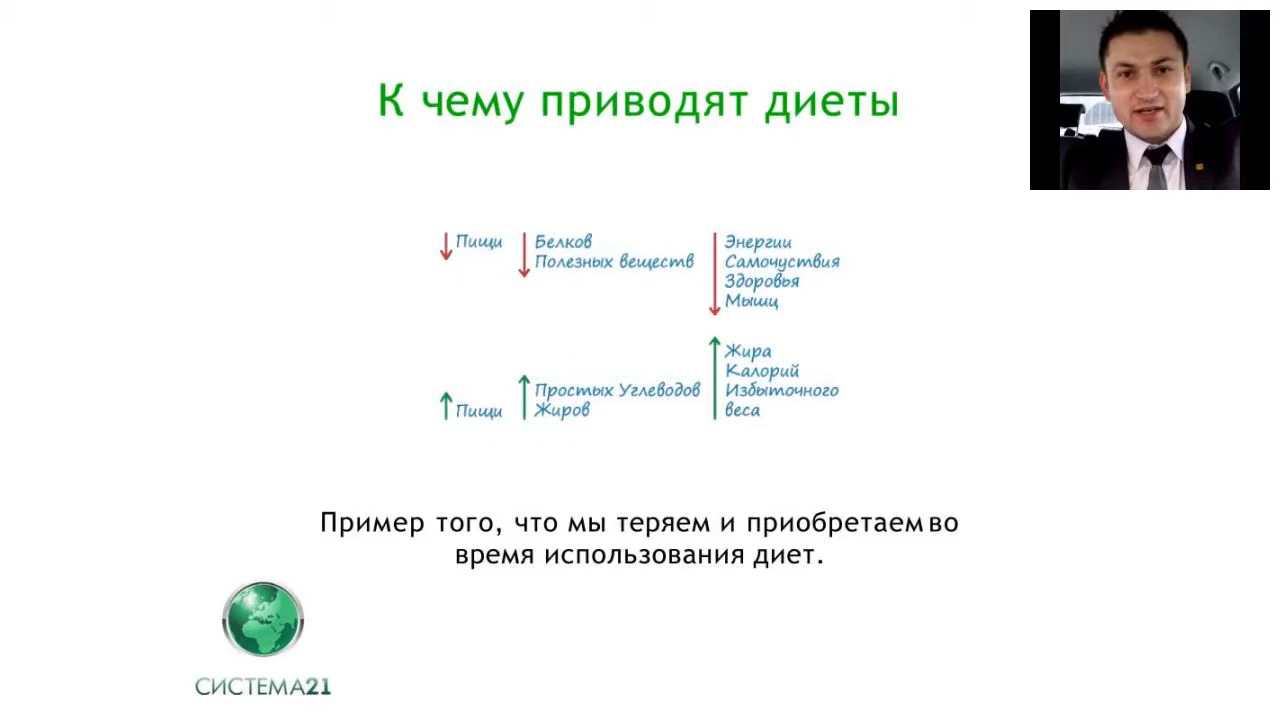 К чему приводят диеты
Пищи
Белков
Полезных веществ
Энергии
Самочуствия
Здоровья
Мышц
Пищи
Простых Углеводов
Жиров
Жира
Калорий
Избыточного
веса
Пример того, что мы теряем и приобретаем во
время использования диет.
СИСТЕМА21